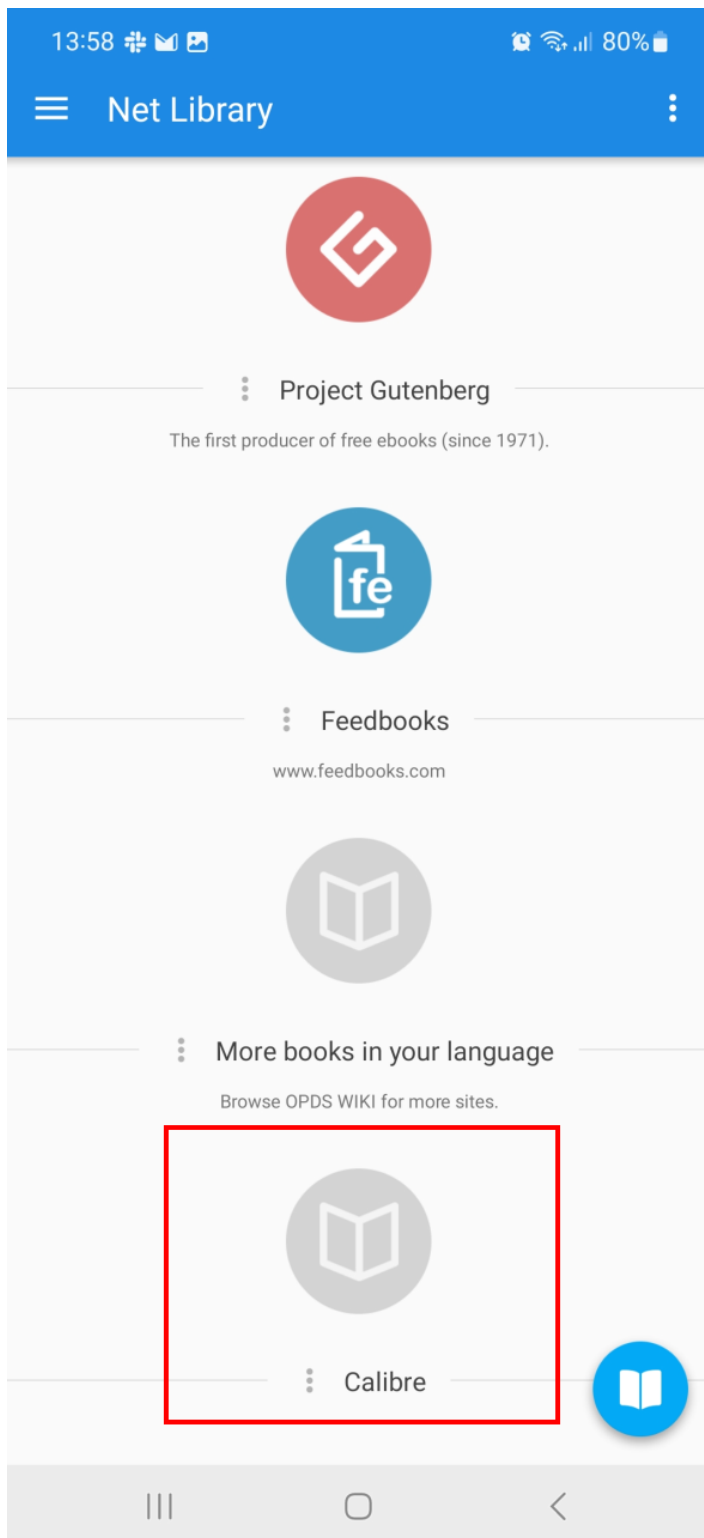 13:58 80%
Net Library
Project Gutenberg
The first producer of free ebooks (since 1971).
fe
Feedbooks
www.feedbooks.com
More books in your language
Browse OPDS WIKI for more sites.
Calibre